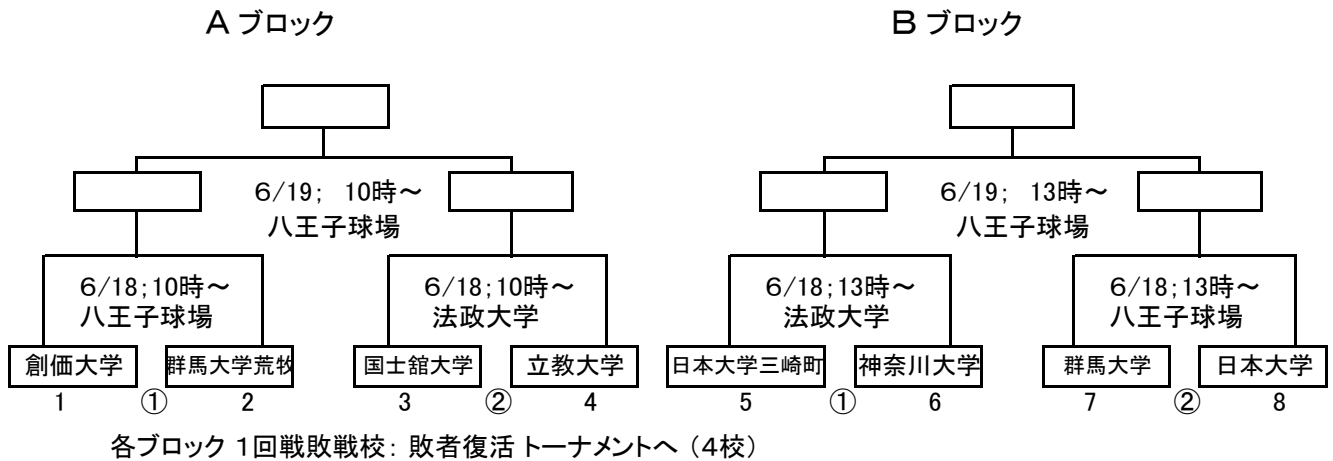 A ブロック B ブロック
6/19; 10時～ 6/19; 13時～
八王子球場 八王子球場
6/18;10時～ 6/18;10時～ 6/18;13時～ 6/18;13時～
八王子球場 法政大学 法政大学 八王子球場
創価大学 群馬大学荒牧 国士舘大学 立教大学 日本大学三崎町 神奈川大学 群馬大学 日本大学
1 ① 2 3 ② 4 5 ① 6 7 ② 8
各ブロック 1回戦敗戦校： 敗者復活 トーナメントへ （4校）